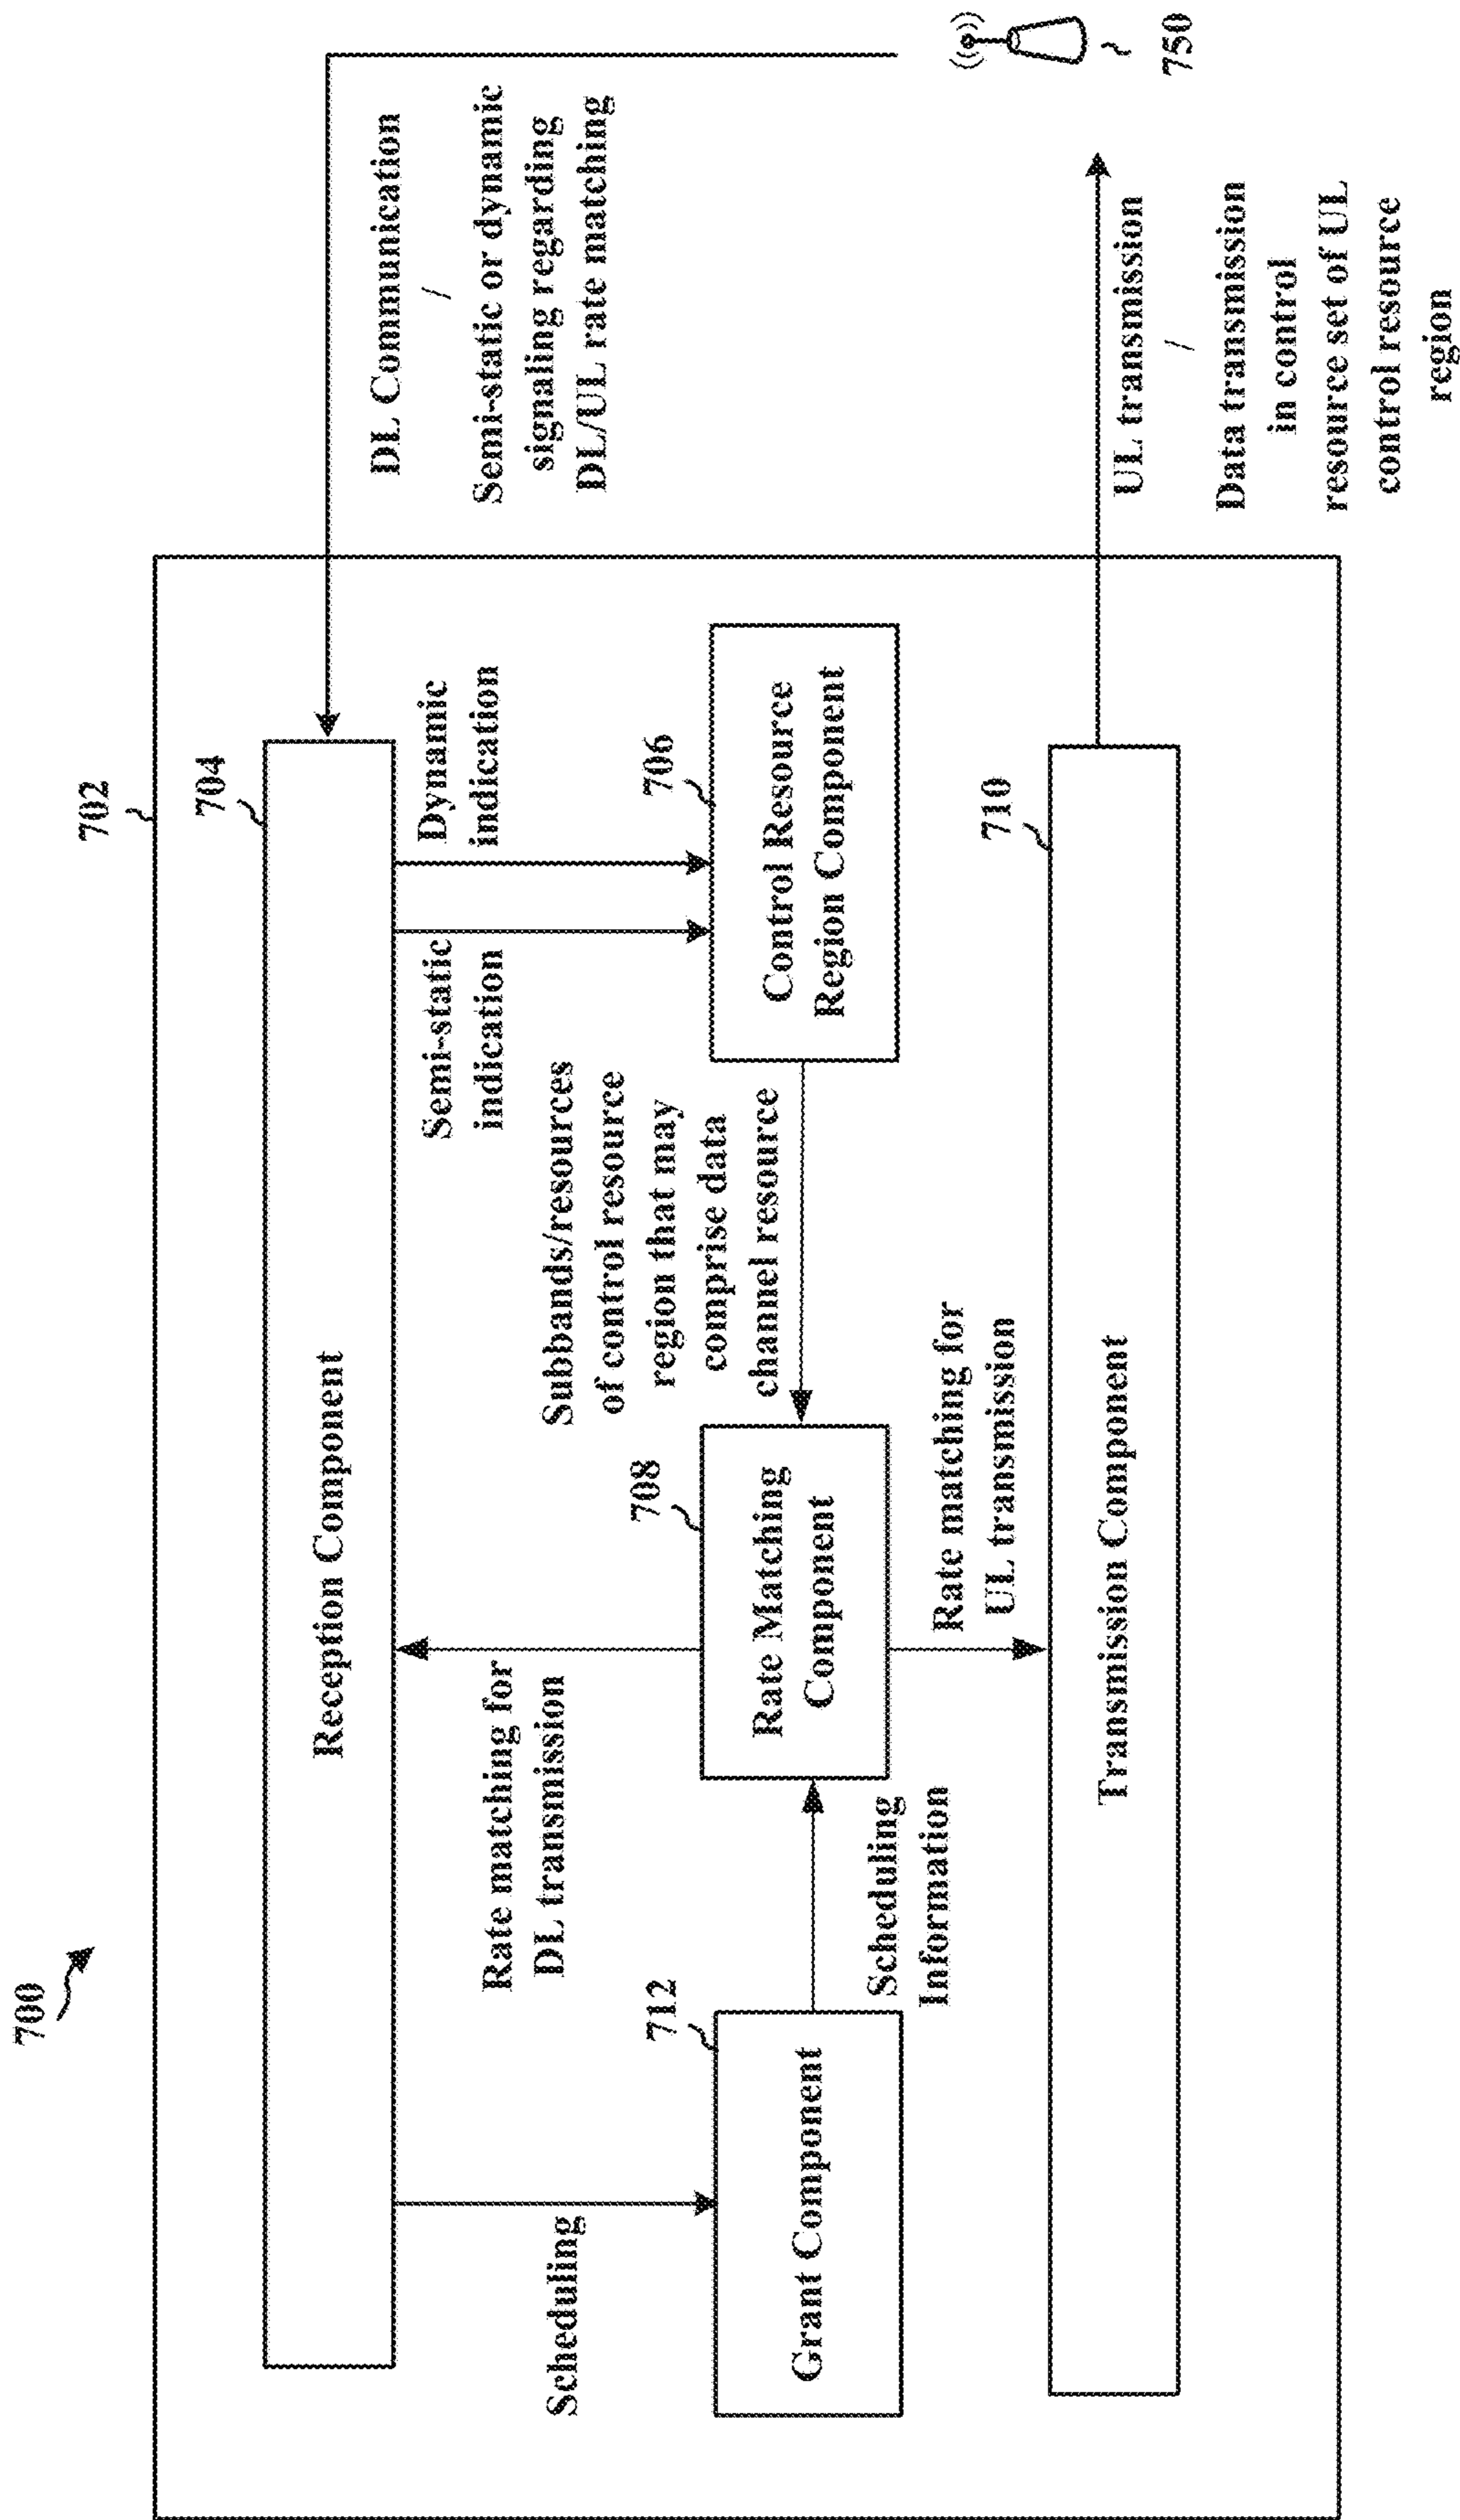 700
702
704
Reception Component
DL Communication
/
Semi-static or dynamic
signaling regarding
DL/UL rate matching
Scheduling
Rate matching for
DL transmission
Semi-static
indication
Dynamic
indication
Subbands/resources
of control resource
region that may
comprise data
channel resource
712
Grant Component
Scheduling
Information
708
Rate Matching
Component
706
Control Resource
Region Component
Rate matching for
UL transmission
710
Transmission Component
UL transmission
/
Data transmission
in control
resource set of UL
control resource
region
750